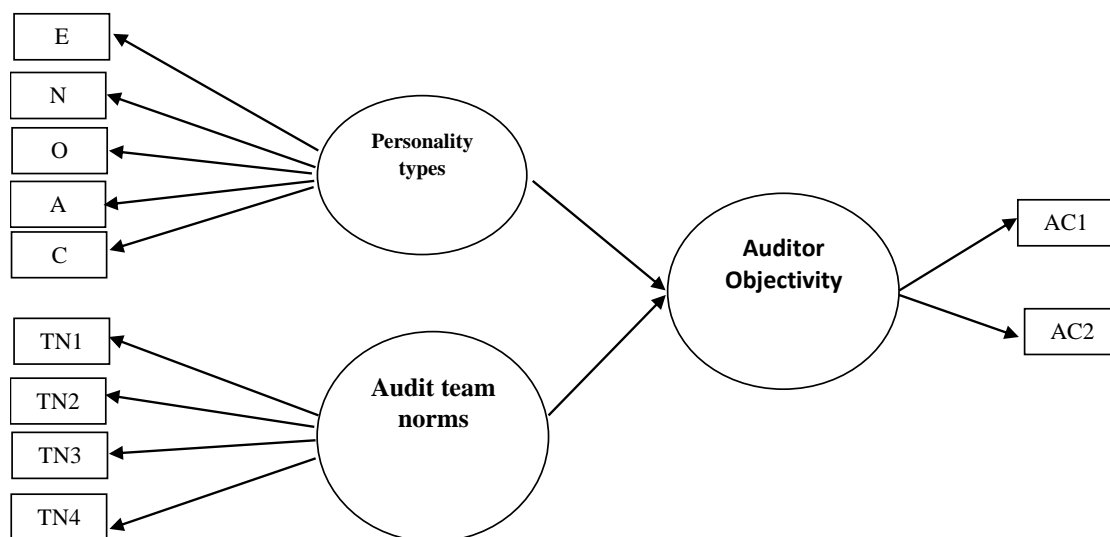 E
N
O
A
C
Personality
types
Auditor
Objectivity
AC1
AC2
TN1
TN2
TN3
TN4
Audit team
norms